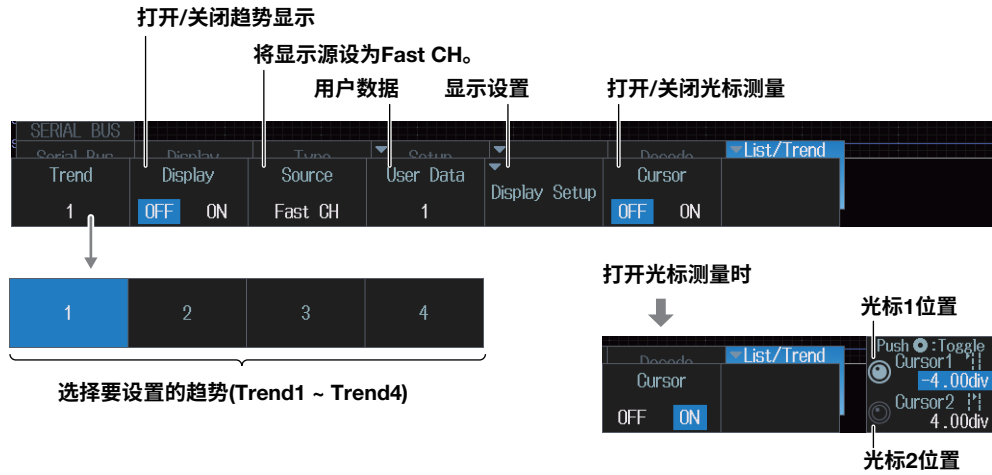 打开/关闭趋势显示
将显示源设为Fast CH。
用户数据 显示设置 打开/关闭光标测量
SERIAL BUS
Serial Bus Display Type Setup Decode List/Trend
Trend Display Source User Data Display Setup Cursor
1 OFF ON Fast CH 1 OFF ON
打开光标测量时
1 2 3 4
光标1位置
选择要设置的趋势(Trend1 ~ Trend4)
Push :Toggle
Decode List/Trend
Cursor Cursor1
-4.00div
OFF ON Cursor2
4.00div
光标2位置